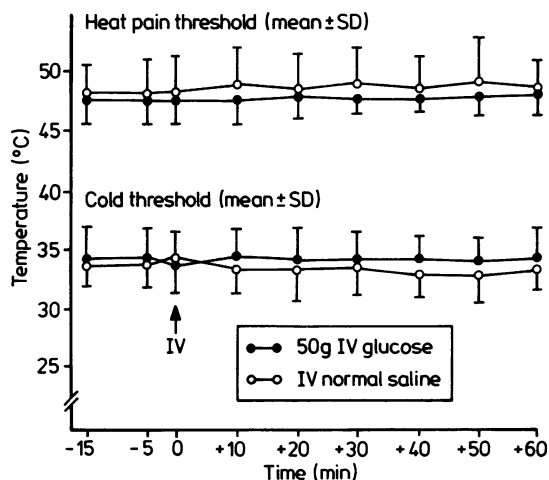 Heat pain threshold (mean ± SD)
50
45
40
Cold threshold (mean ± SD)
35
30
25
Temperature (°C)
IV
50g IV glucose
IV normal saline
-15 -5 0 +10 +20 +30 +40 +50 +60
Time (min)